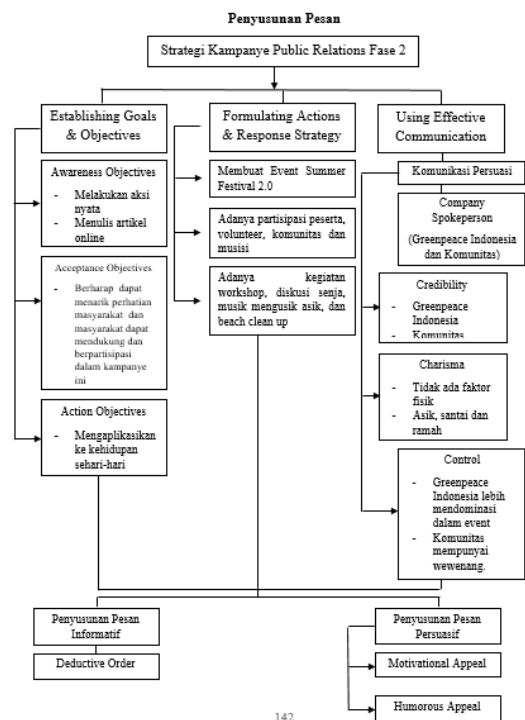 Penyusunan Pesan
Strategi Kampanye Public Relations Fase 2
Establishing Goals
& Objectives
Awareness Objectives
- Melakukan aksi
nyata
- Menulis artikel
online
Acceptance Objectives
- Berharap dapat
menarik perhatian
masyarakat dan
masyarakat dapat
mendukung dan
berpartisipasi
dalam kampanye
ini
Action Objectives
- Mengaplikasikan
ke kehidupan
sehari-hari
Formulating Actions
& Response Strategy
Membuat Event Summer
Festival 2.0
Adanya partisipasi peserta,
volunteer, komunitas dan
musisi
Adanya kegiatan
workshop, diskusi senja,
musik mengusik asik, dan
beach clean up
Using Effective
Communication
Komunikasi Persuasi
Company
Spokeperson
(Greenpeace Indonesia
dan Komunitas)
Credibility
- Greenpeace
Indonesia
- Komunitas
Charisma
- Tidak ada faktor
fisik
- Asik, santai dan
ramah
Control
- Greenpeace
Indonesia lebih
mendominasi
dalam event
- Komunitas
mempunyai
wewenang.
Penyusunan Pesan
Informatif
Deductive Order
Penyusunan Pesan
Persuasif
Motivational Appeal
Humorous Appeal
142